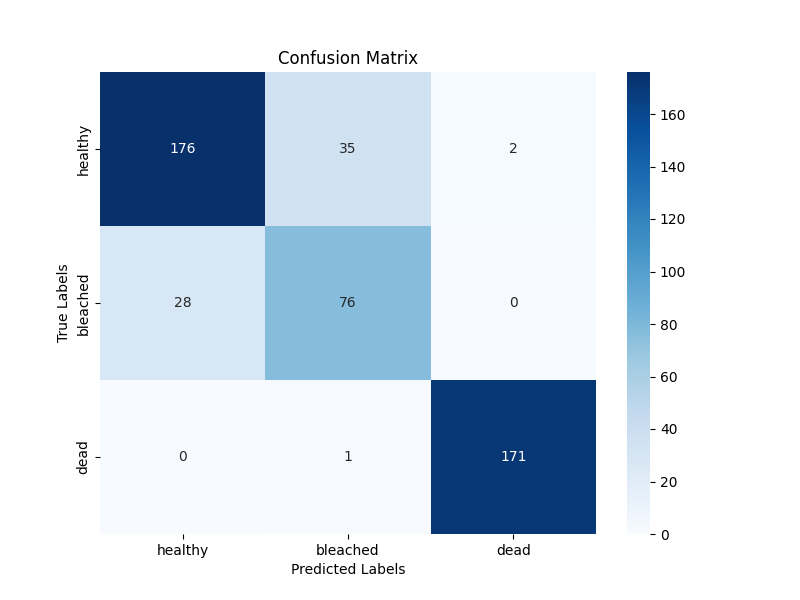 Confusion Matrix
True Labels
healthy
bleached
dead
176 35 2
28 76 0
0 1 171
healthy bleached dead
Predicted Labels
160
140
120
100
80
60
40
20
0